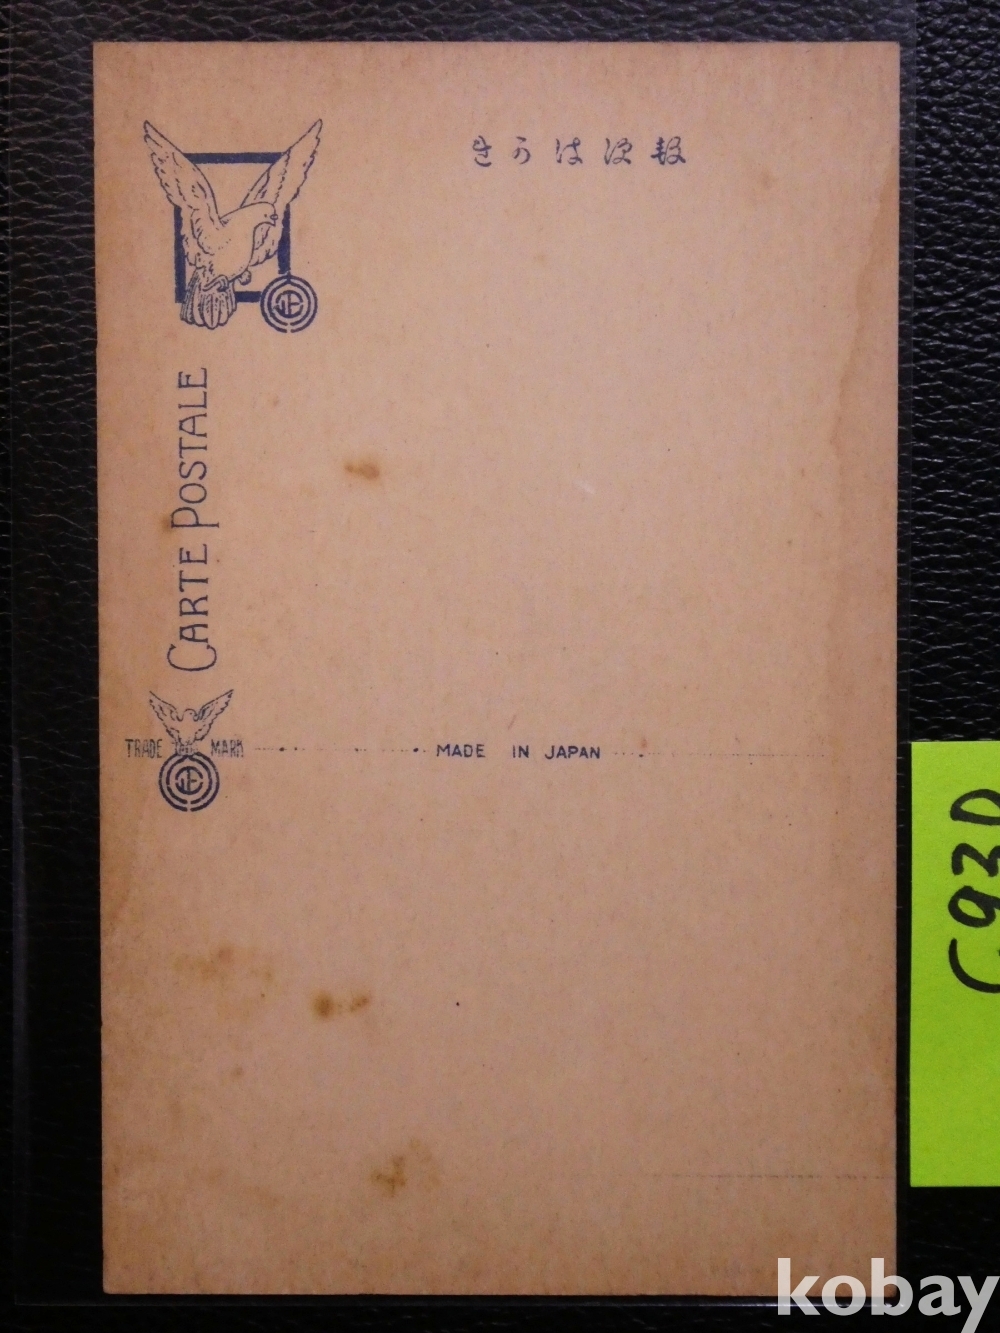 きかは便郵
CARTE POSTALE
TRADE MARK
MADE IN JAPAN
C93D
kobay